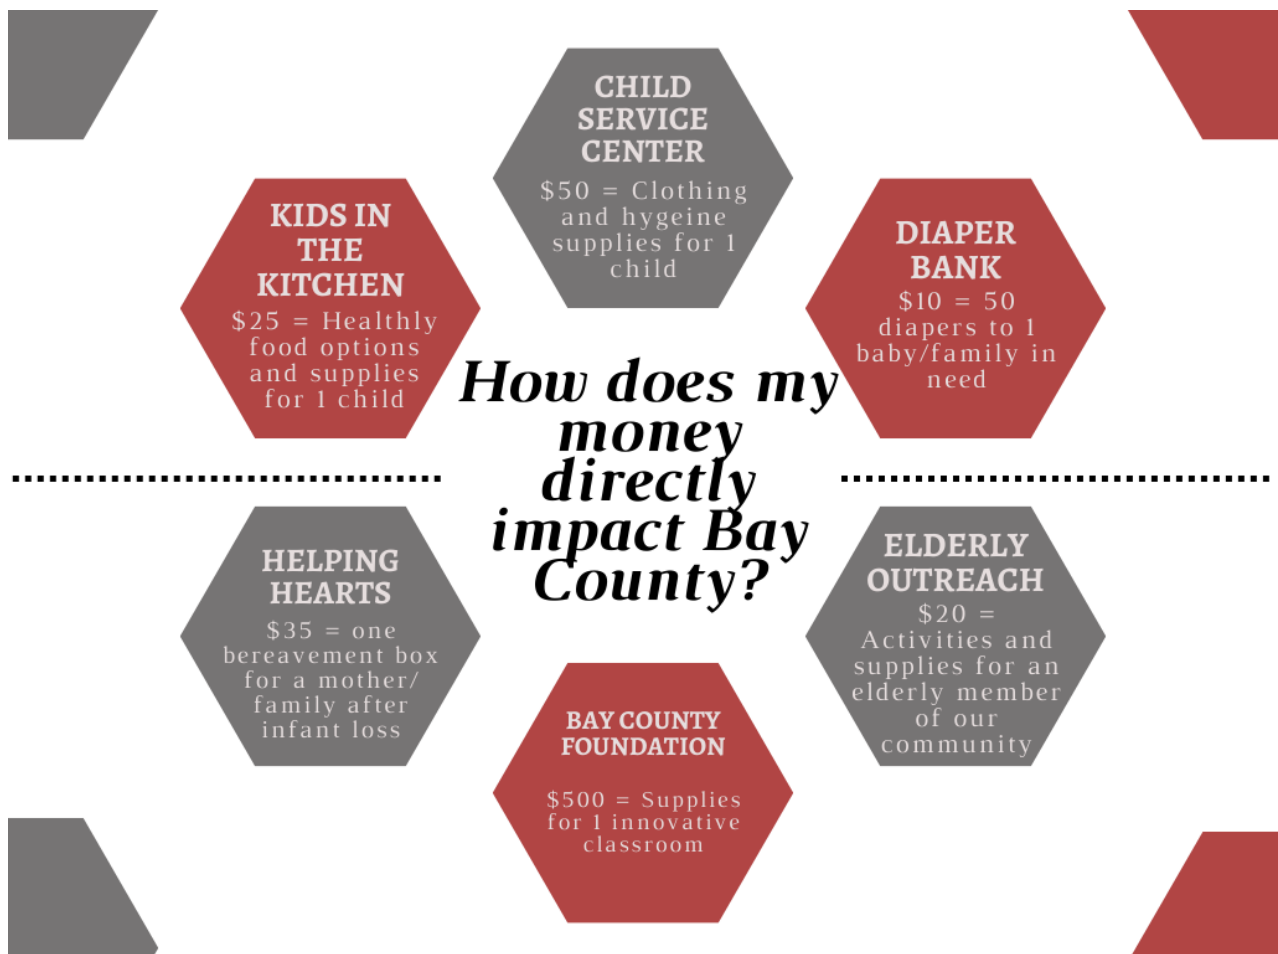 CHILD
SERVICE
CENTER
$50 = Clothing
and hygeine
supplies for 1
child
KIDS IN
THE
KITCHEN
$25 = Healthly
food options
and supplies
for 1 child
DIAPER
BANK
$10 = 50
diapers to 1
baby/family in
need
How does my
money
directly
impact Bay
County?
HELPING
HEARTS
$35 = one
bereavement box
for a mother/
family after
infant loss
ELDERLY
OUTREACH
$20 =
Activities and
supplies for an
elderly member
of our
community
BAY COUNTY
FOUNDATION
$500 = Supplies
for 1 innovative
classroom